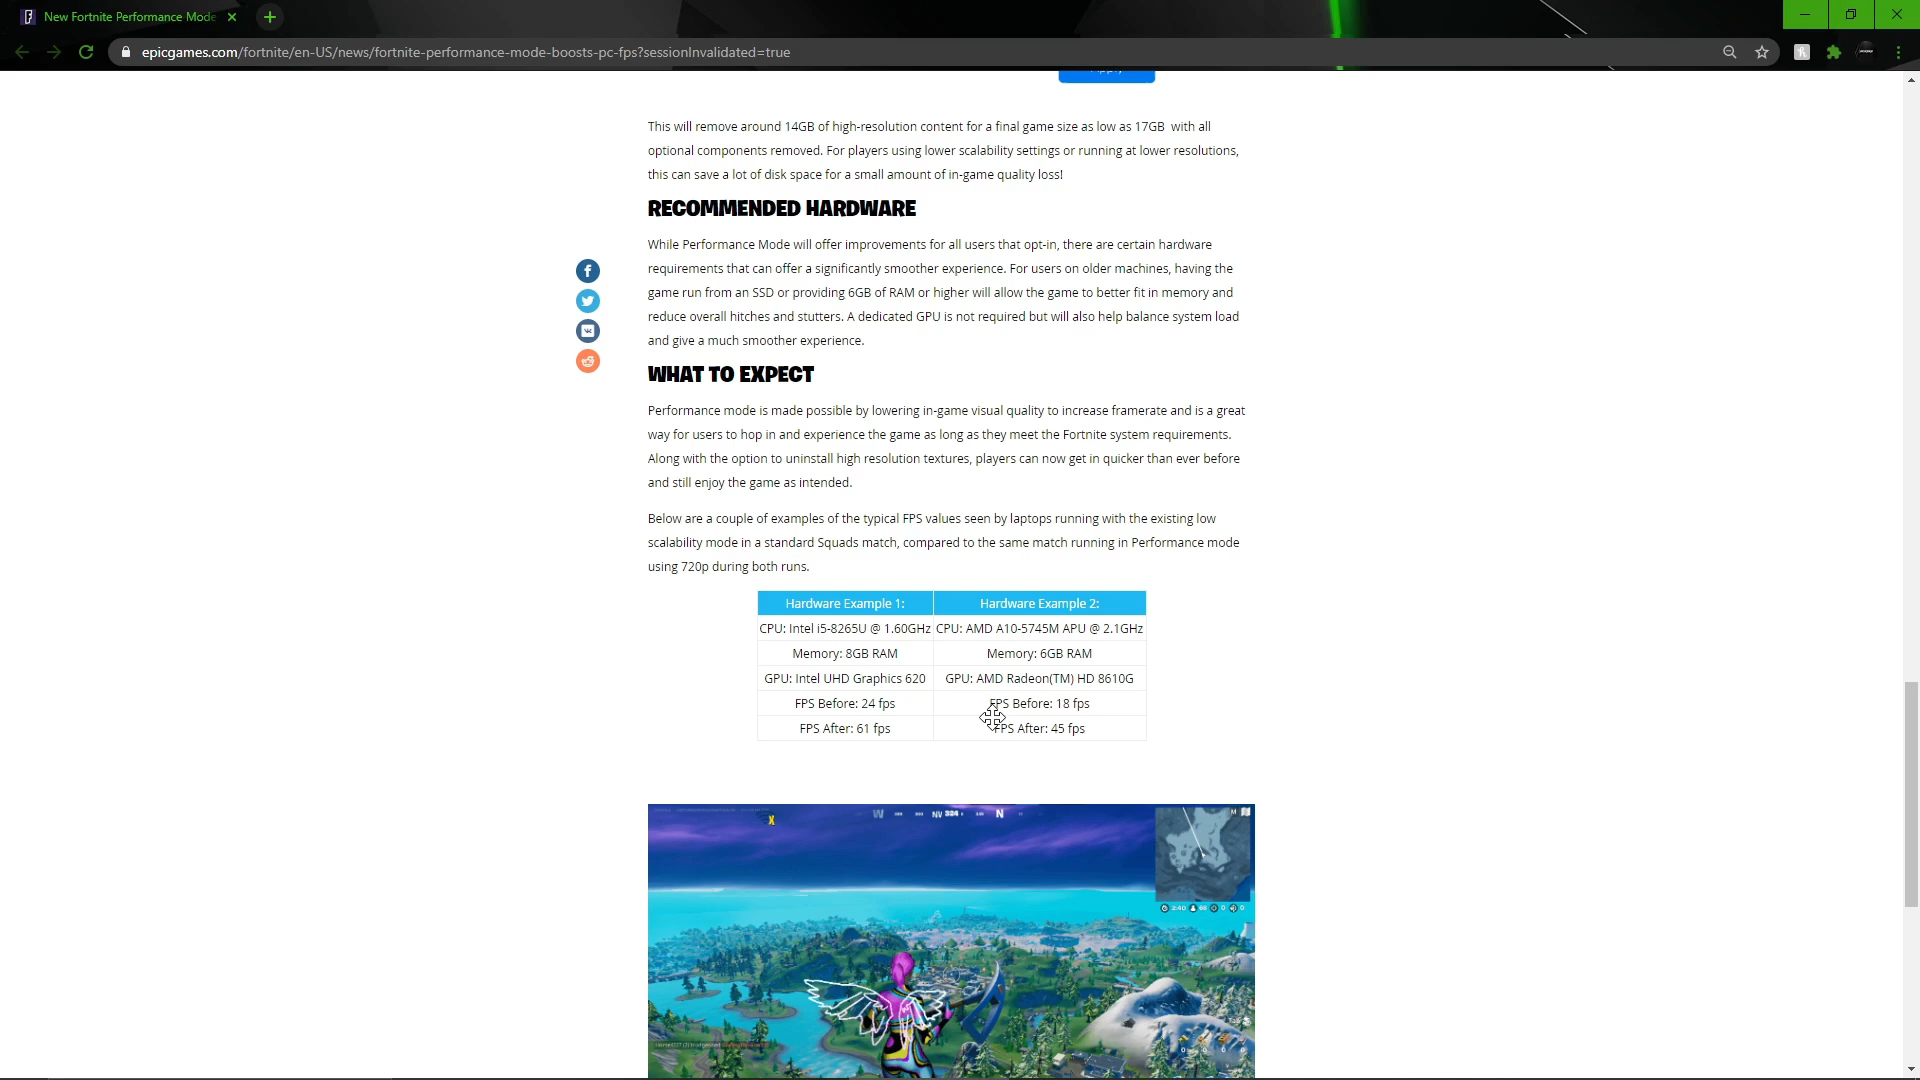 New Fortnite Performance Mode
epicgames.com/fortnite/en-US/news/fortnite-performance-mode-boosts-pc-fps?sessionInvalidated=true
This will remove around 14GB of high-resolution content for a final game size as low as 17GB with all
optional components removed. For players using lower scalability settings or running at lower resolutions,
this can save a lot of disk space for a small amount of in-game quality loss!
RECOMMENDED HARDWARE
While Performance Mode will offer improvements for all users that opt-in, there are certain hardware
requirements that can offer a significantly smoother experience. For users on older machines, having the
game run from an SSD or providing 6GB of RAM or higher will allow the game to better fit in memory and
reduce overall hitches and stutters. A dedicated GPU is not required but will also help balance system load
and give a much smoother experience.
WHAT TO EXPECT
Performance mode is made possible by lowering in-game visual quality to increase framerate and is a great
way for users to hop in and experience the game as long as they meet the Fortnite system requirements.
Along with the option to uninstall high resolution textures, players can now get in quicker than ever before
and still enjoy the game as intended.
Below are a couple of examples of the typical FPS values seen by laptops running with the existing low
scalability mode in a standard Squads match, compared to the same match running in Performance mode
using 720p during both runs.
Hardware Example 1: Hardware Example 2:
CPU: Intel i5-8265U @ 1.60GHz CPU: AMD A10-5745M APU @ 2.1GHz
Memory: 8GB RAM Memory: 6GB RAM
GPU: Intel UHD Graphics 620 GPU: AMD Radeon(TM) HD 8610G
FPS Before: 24 fps FPS Before: 18 fps
FPS After: 61 fps FPS After: 45 fps
W NV 324 N
M
2:40 0 0